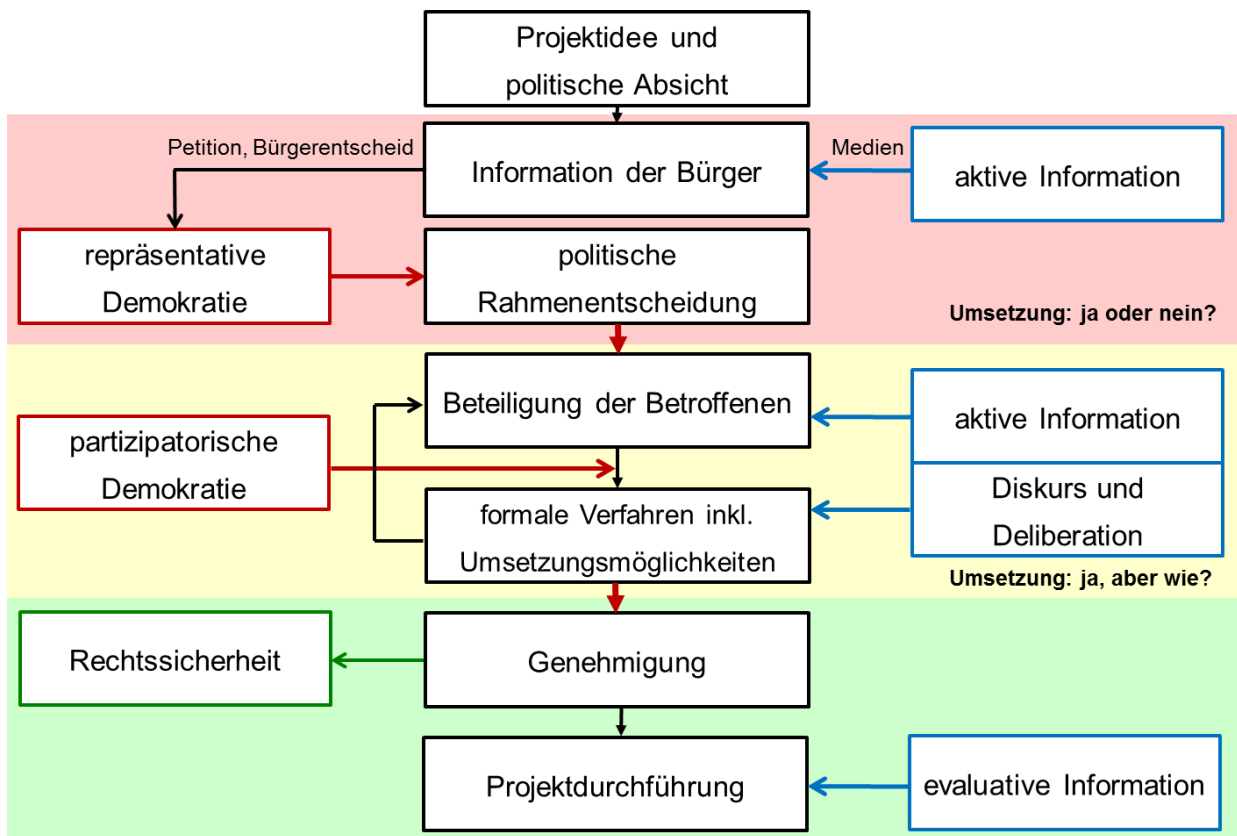 Projektidee und
politische Absicht
Petition, Bürgerentscheid
Information der Bürger
Medien
aktive Information
repräsentative
Demokratie
politische
Rahmenentscheidung
Umsetzung: ja oder nein?
Beteiligung der Betroffenen
aktive Information
partizipatorische
Demokratie
formale Verfahren inkl.
Umsetzungsmöglichkeiten
Diskurs und
Deliberation
Umsetzung: ja, aber wie?
Rechtssicherheit
Genehmigung
Projektdurchführung
evaluative Information